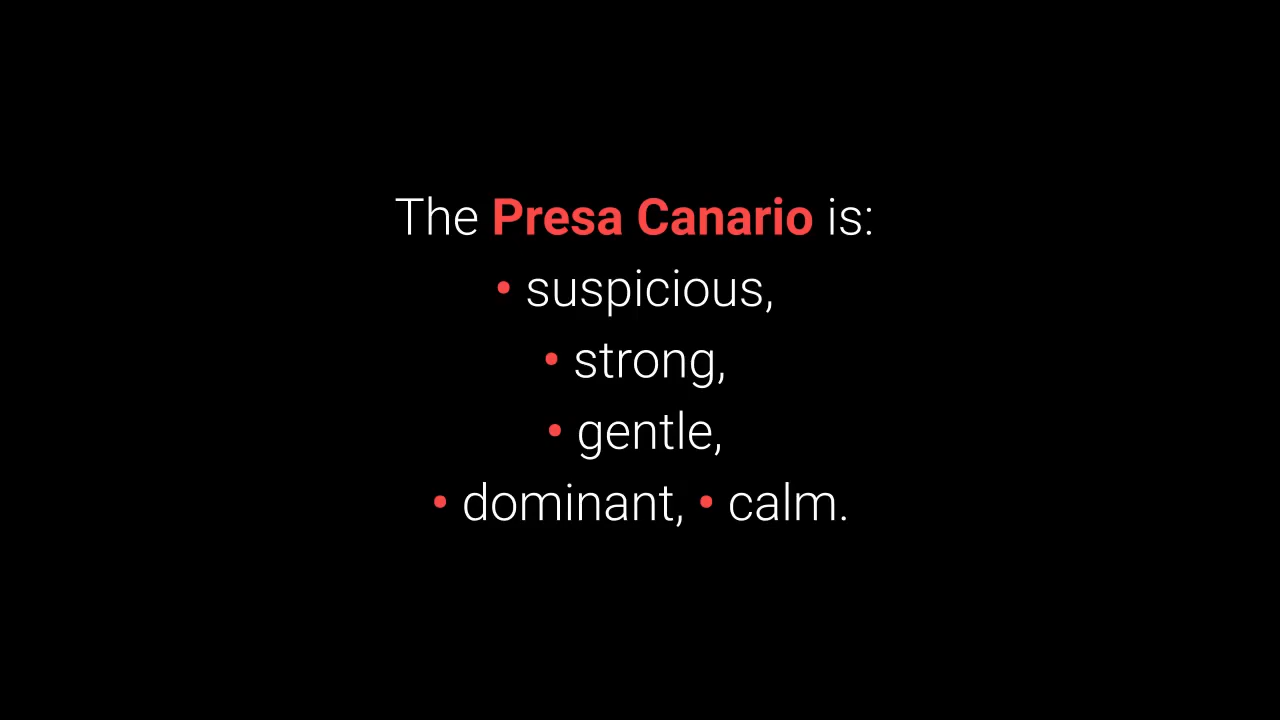 The Presa Canario is:
• suspicious,
• strong,
• gentle,
• dominant, • calm.